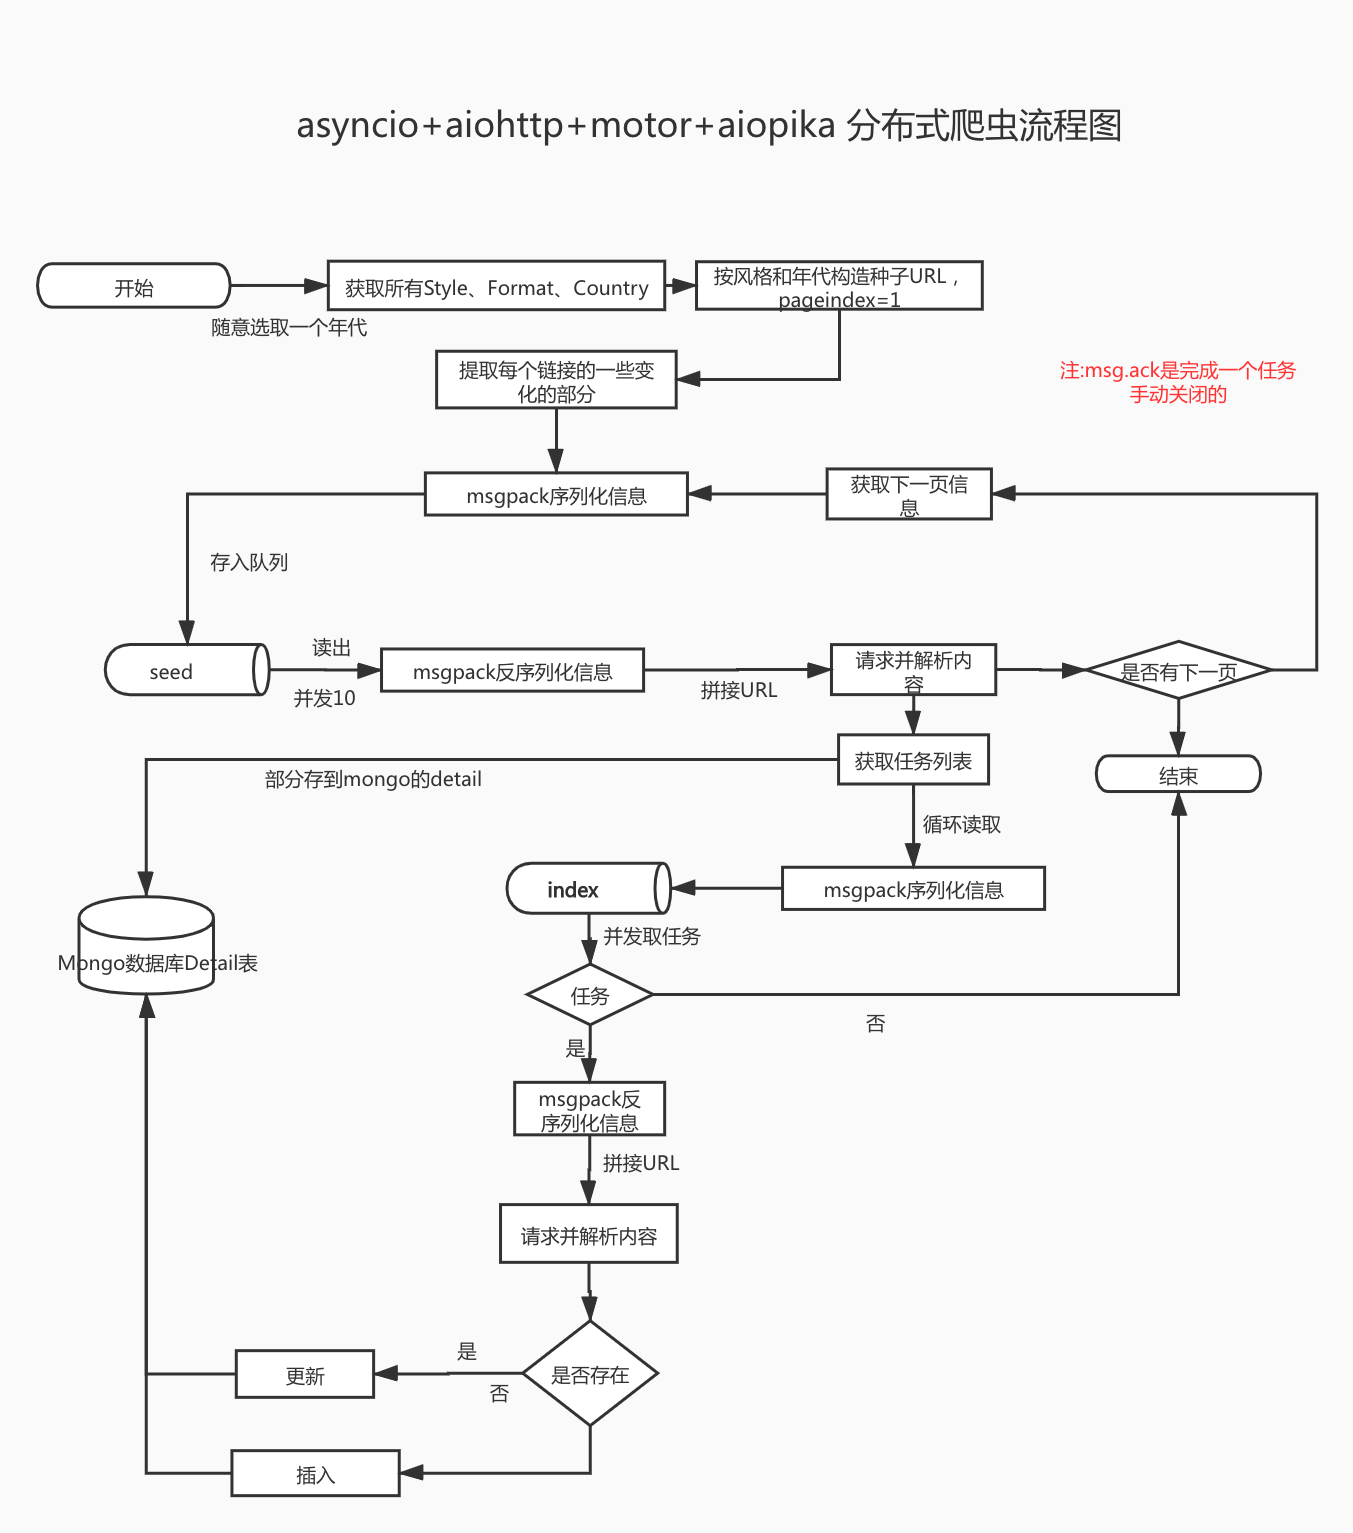 asyncio+aiohttp+motor+aiopika 分布式爬虫流程图
开始
获取所有Style、Format、Country
按风格和年代构造种子URL，
pageindex=1
随意选取一个年代
提取每个链接的一些变
化的部分
注:msg.ack是完成一个任务
手动关闭的
msgpack序列化信息
获取下一页信
息
存入队列
seed
读出
并发10
msgpack反序列化信息
拼接URL
请求并解析内
容
是否有下一页
获取任务列表
结束
部分存到mongo的detail
循环读取
index
msgpack序列化信息
并发取任务
Mongo数据库Detail表
任务
否
是
msgpack反
序列化信息
拼接URL
请求并解析内容
是
否
是否存在
更新
插入